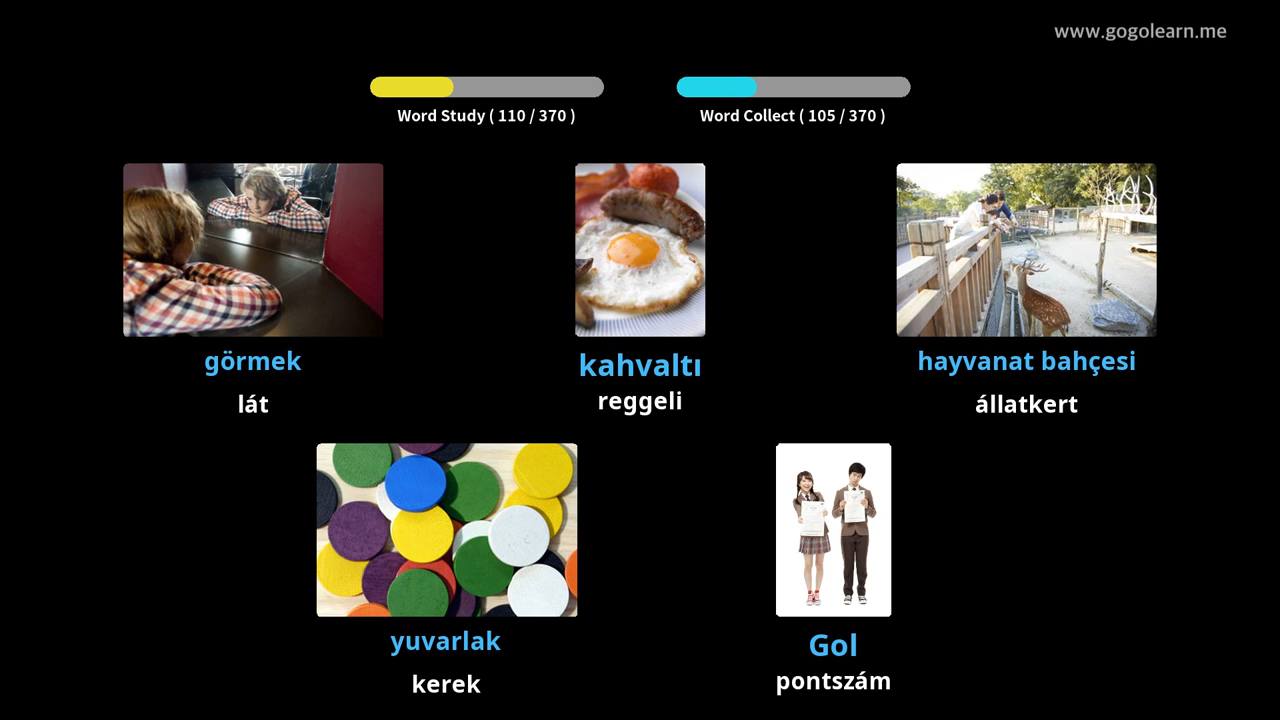 www.gogolearn.me
Word Study ( 110 / 370 )
Word Collect ( 105 / 370 )
görmek
lát
kahvaltı
reggeli
hayvanat bahçesi
állatkert
yuvarlak
kerek
Gol
pontszám